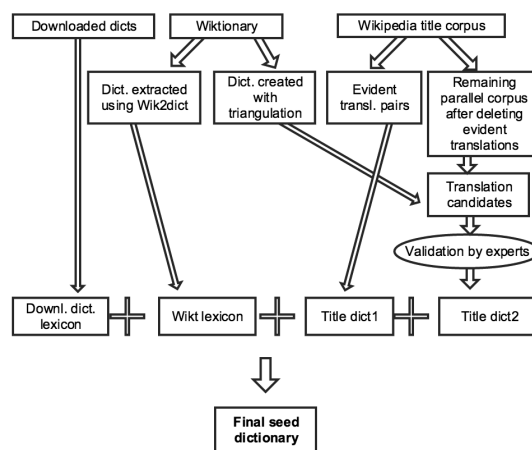 Downloaded dicts
Wiktionary
Wikipedia title corpus
Dict. extracted
using Wik2dict
Dict. created
with
triangulation
Evident
transl. pairs
Remaining
parallel corpus
after deleting
evident
translations
Translation
candidates
Validation by experts
Downl. dict.
lexicon
Wikt lexicon
Title dict1
Title dict2
Final seed
dictionary